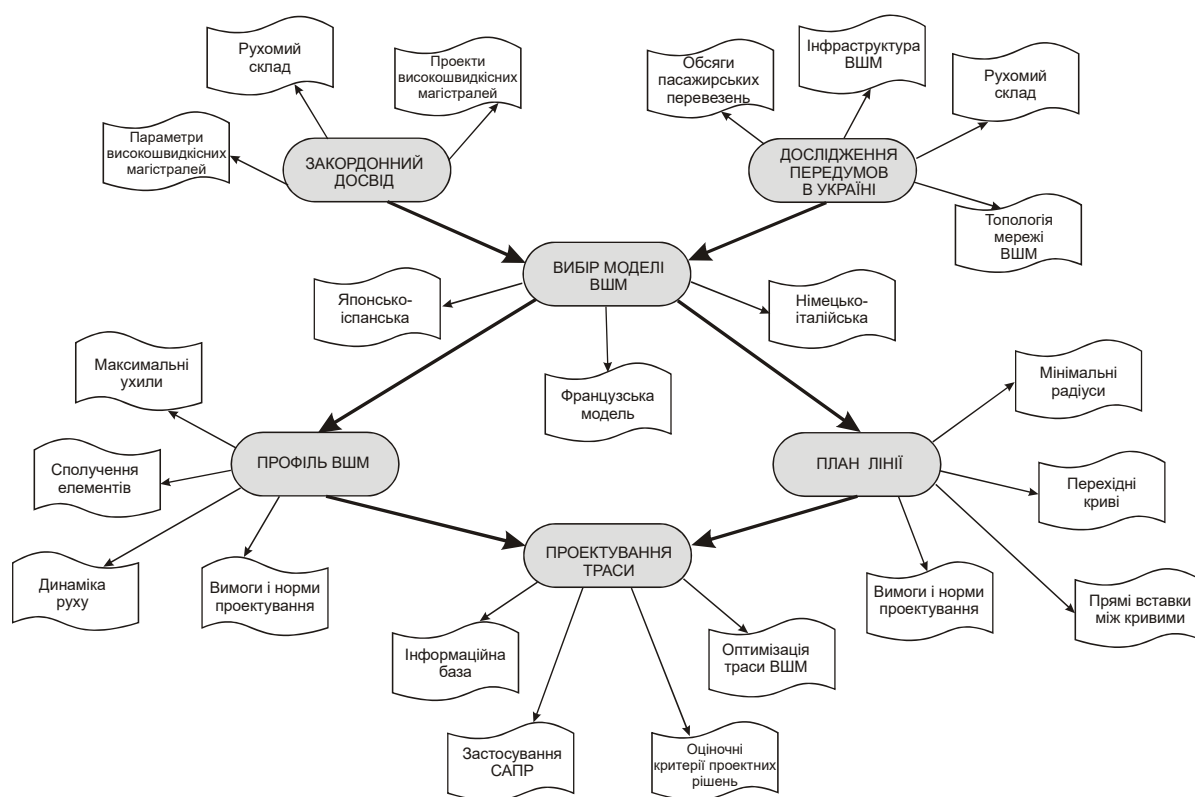 Рухомий
склад
Проекти
високошвидкісних
магістралей
Параметри
високошвидкісних
магістралей
ЗАКОРДОННИЙ
ДОСВІД
Обсяги
пасажирських
перевезень
Інфраструктура
ВШМ
Рухомий
склад
ДОСЛІДЖЕННЯ
ПЕРЕДУМОВ
В УКРАЇНІ
Топологія
мережі
ВШМ
ВИБІР МОДЕЛІ
ВШМ
Японсько-
іспанська
Німецько-
італійська
Французська
модель
Максимальні
ухили
Мінімальні
радіуси
ПРОФІЛЬ ВШМ
ПЛАН ЛІНІЇ
Сполучення
елементів
Перехідні
криві
Динаміка
руху
Вимоги і норми
проектування
ПРОЕКТУВАННЯ
ТРАСИ
Вимоги і норми
проектування
Прямі вставки
між кривими
Інформаційна
база
Оптимізація
траси ВШМ
Застосування
САПР
Оціночні
критерії проектних
рішень